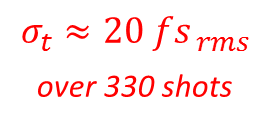 σt ≈ 20 fs rms
over 330 shots